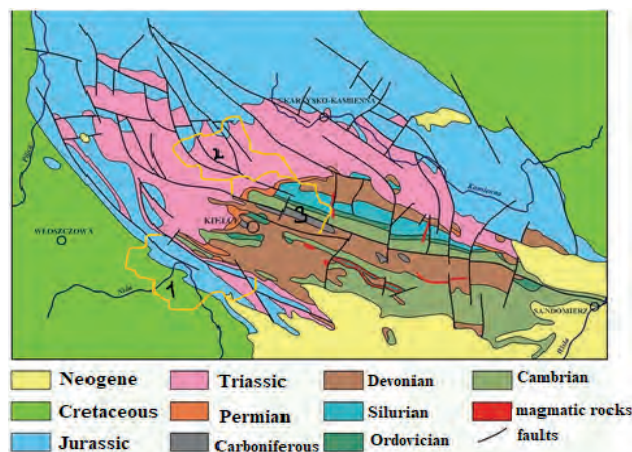 SKARŻYSKO-KAMIENNA
Pilica
Kamienna
2
3
KIELCE
WŁOSZCZOWA
Nida
1
SANDOMIERZ
Wisła
Neogene
Triassic
Devonian
Cambrian
Cretaceous
Permian
Silurian
magmatic rocks
Jurassic
Carboniferous
Ordovician
faults